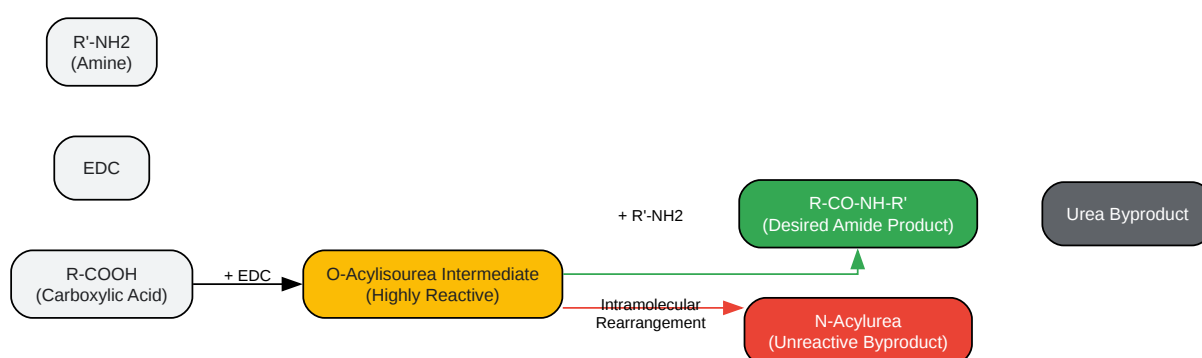 R'-NH2
(Amine)
EDC
R-COOH
(Carboxylic Acid)
+ EDC
O-Acylisourea Intermediate
(Highly Reactive)
+ R'-NH2
R-CO-NH-R'
(Desired Amide Product)
Urea Byproduct
Intramolecular
Rearrangement
N-Acylurea
(Unreactive Byproduct)